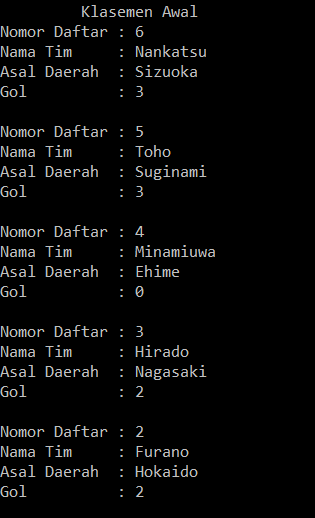 Klasemen Awal
Nomor Daftar : 6
Nama Tim : Nankatsu
Asal Daerah : Sizuoka
Gol : 3
Nomor Daftar : 5
Nama Tim : Toho
Asal Daerah : Suginami
Gol : 3
Nomor Daftar : 4
Nama Tim : Minamiuwa
Asal Daerah : Ehime
Gol : 0
Nomor Daftar : 3
Nama Tim : Hirado
Asal Daerah : Nagasaki
Gol : 2
Nomor Daftar : 2
Nama Tim : Furano
Asal Daerah : Hokaido
Gol : 2